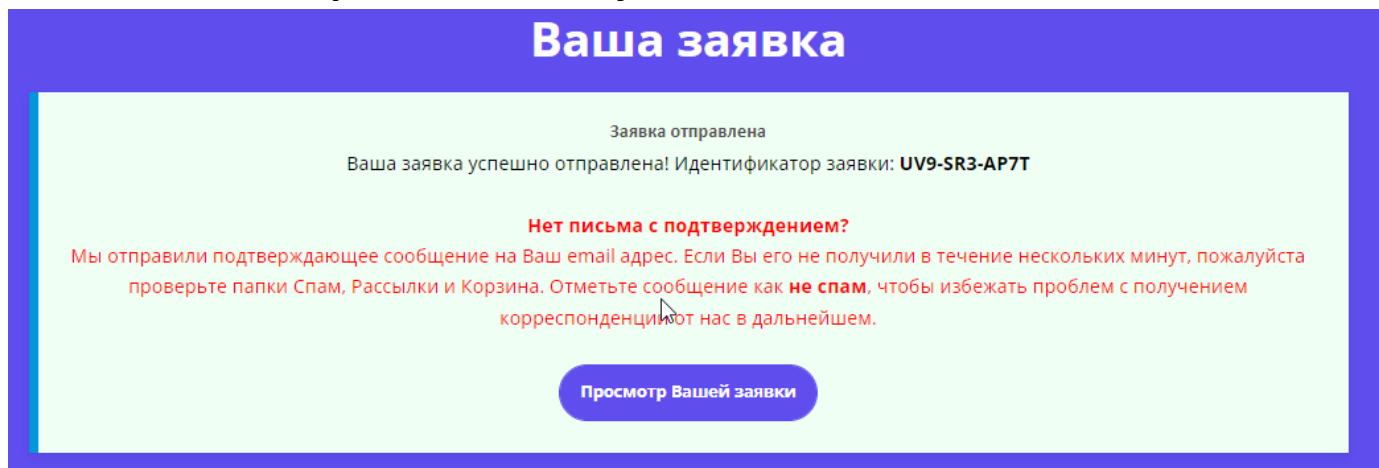 Ваша заявка
Заявка отправлена
Ваша заявка успешно отправлена! Идентификатор заявки: UV9-SR3-AP7T
Нет письма с подтверждением?
Мы отправили подтверждающее сообщение на Ваш email адрес. Если Вы его не получили в течение нескольких минут, пожалуйста
проверьте папки Спам, Рассылки и Корзина. Отметьте сообщение как не спам, чтобы избежать проблем с получением
корреспонденции от нас в дальнейшем.
Просмотр Вашей заявки